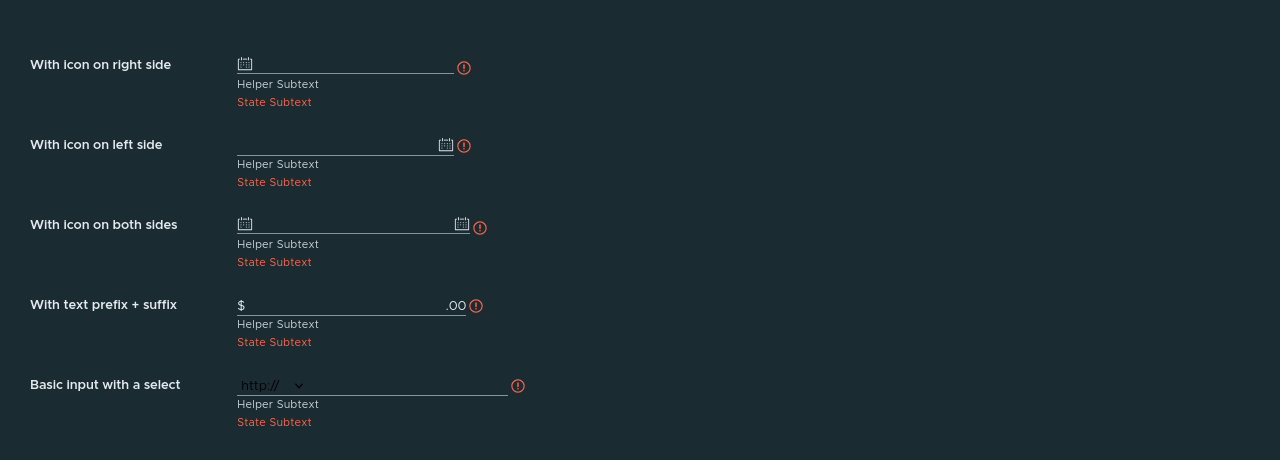 With icon on right side
Helper Subtext
State Subtext
With icon on left side
Helper Subtext
State Subtext
With icon on both sides
Helper Subtext
State Subtext
With text prefix + suffix
$ .00
Helper Subtext
State Subtext
Basic input with a select
http://
Helper Subtext
State Subtext